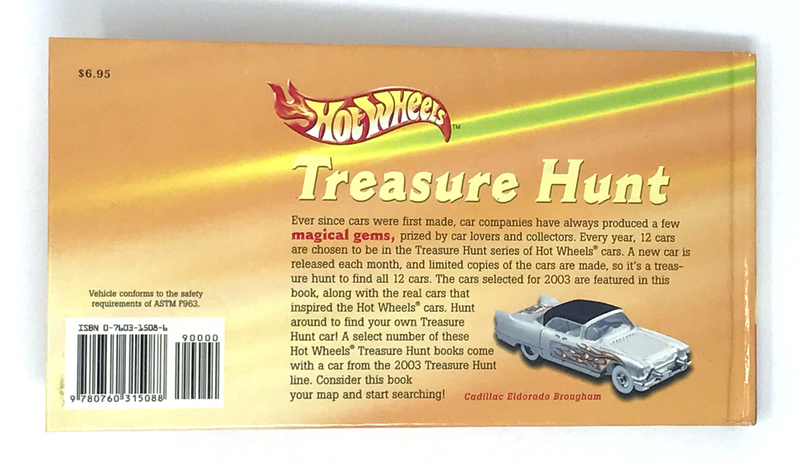 $6.95
Hot Wheels™
Treasure Hunt
Ever since cars were first made, car companies have always produced a few
magical gems, prized by car lovers and collectors. Every year, 12 cars
are chosen to be in the Treasure Hunt series of Hot Wheels® cars. A new car is
released each month, and limited copies of the cars are made, so it's a treas-
ure hunt to find all 12 cars. The cars selected for 2003 are featured in this
book, along with the real cars that
inspired the Hot Wheels® cars. Hunt
around to find your own Treasure
Hunt car! A select number of these
Hot Wheels® Treasure Hunt books come
with a car from the 2003 Treasure Hunt
line. Consider this book
your map and start searching!
Cadillac Eldorado Brougham
Vehicle conforms to the safety
requirements of ASTM F963.
ISBN 0-7603-1508-6
90000
9 780760 315088